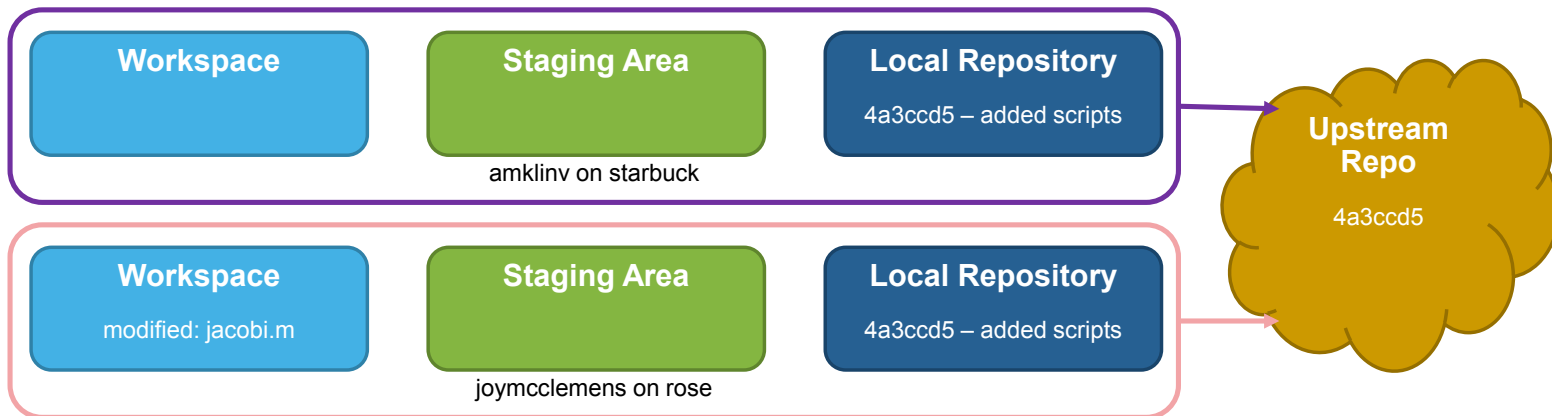 Workspace
Staging Area
Local Repository
4a3ccd5 – added scripts
amklinv on starbuck
Upstream
Repo
4a3ccd5
Workspace
modified: jacobi.m
Staging Area
Local Repository
4a3ccd5 – added scripts
joymcclemens on rose